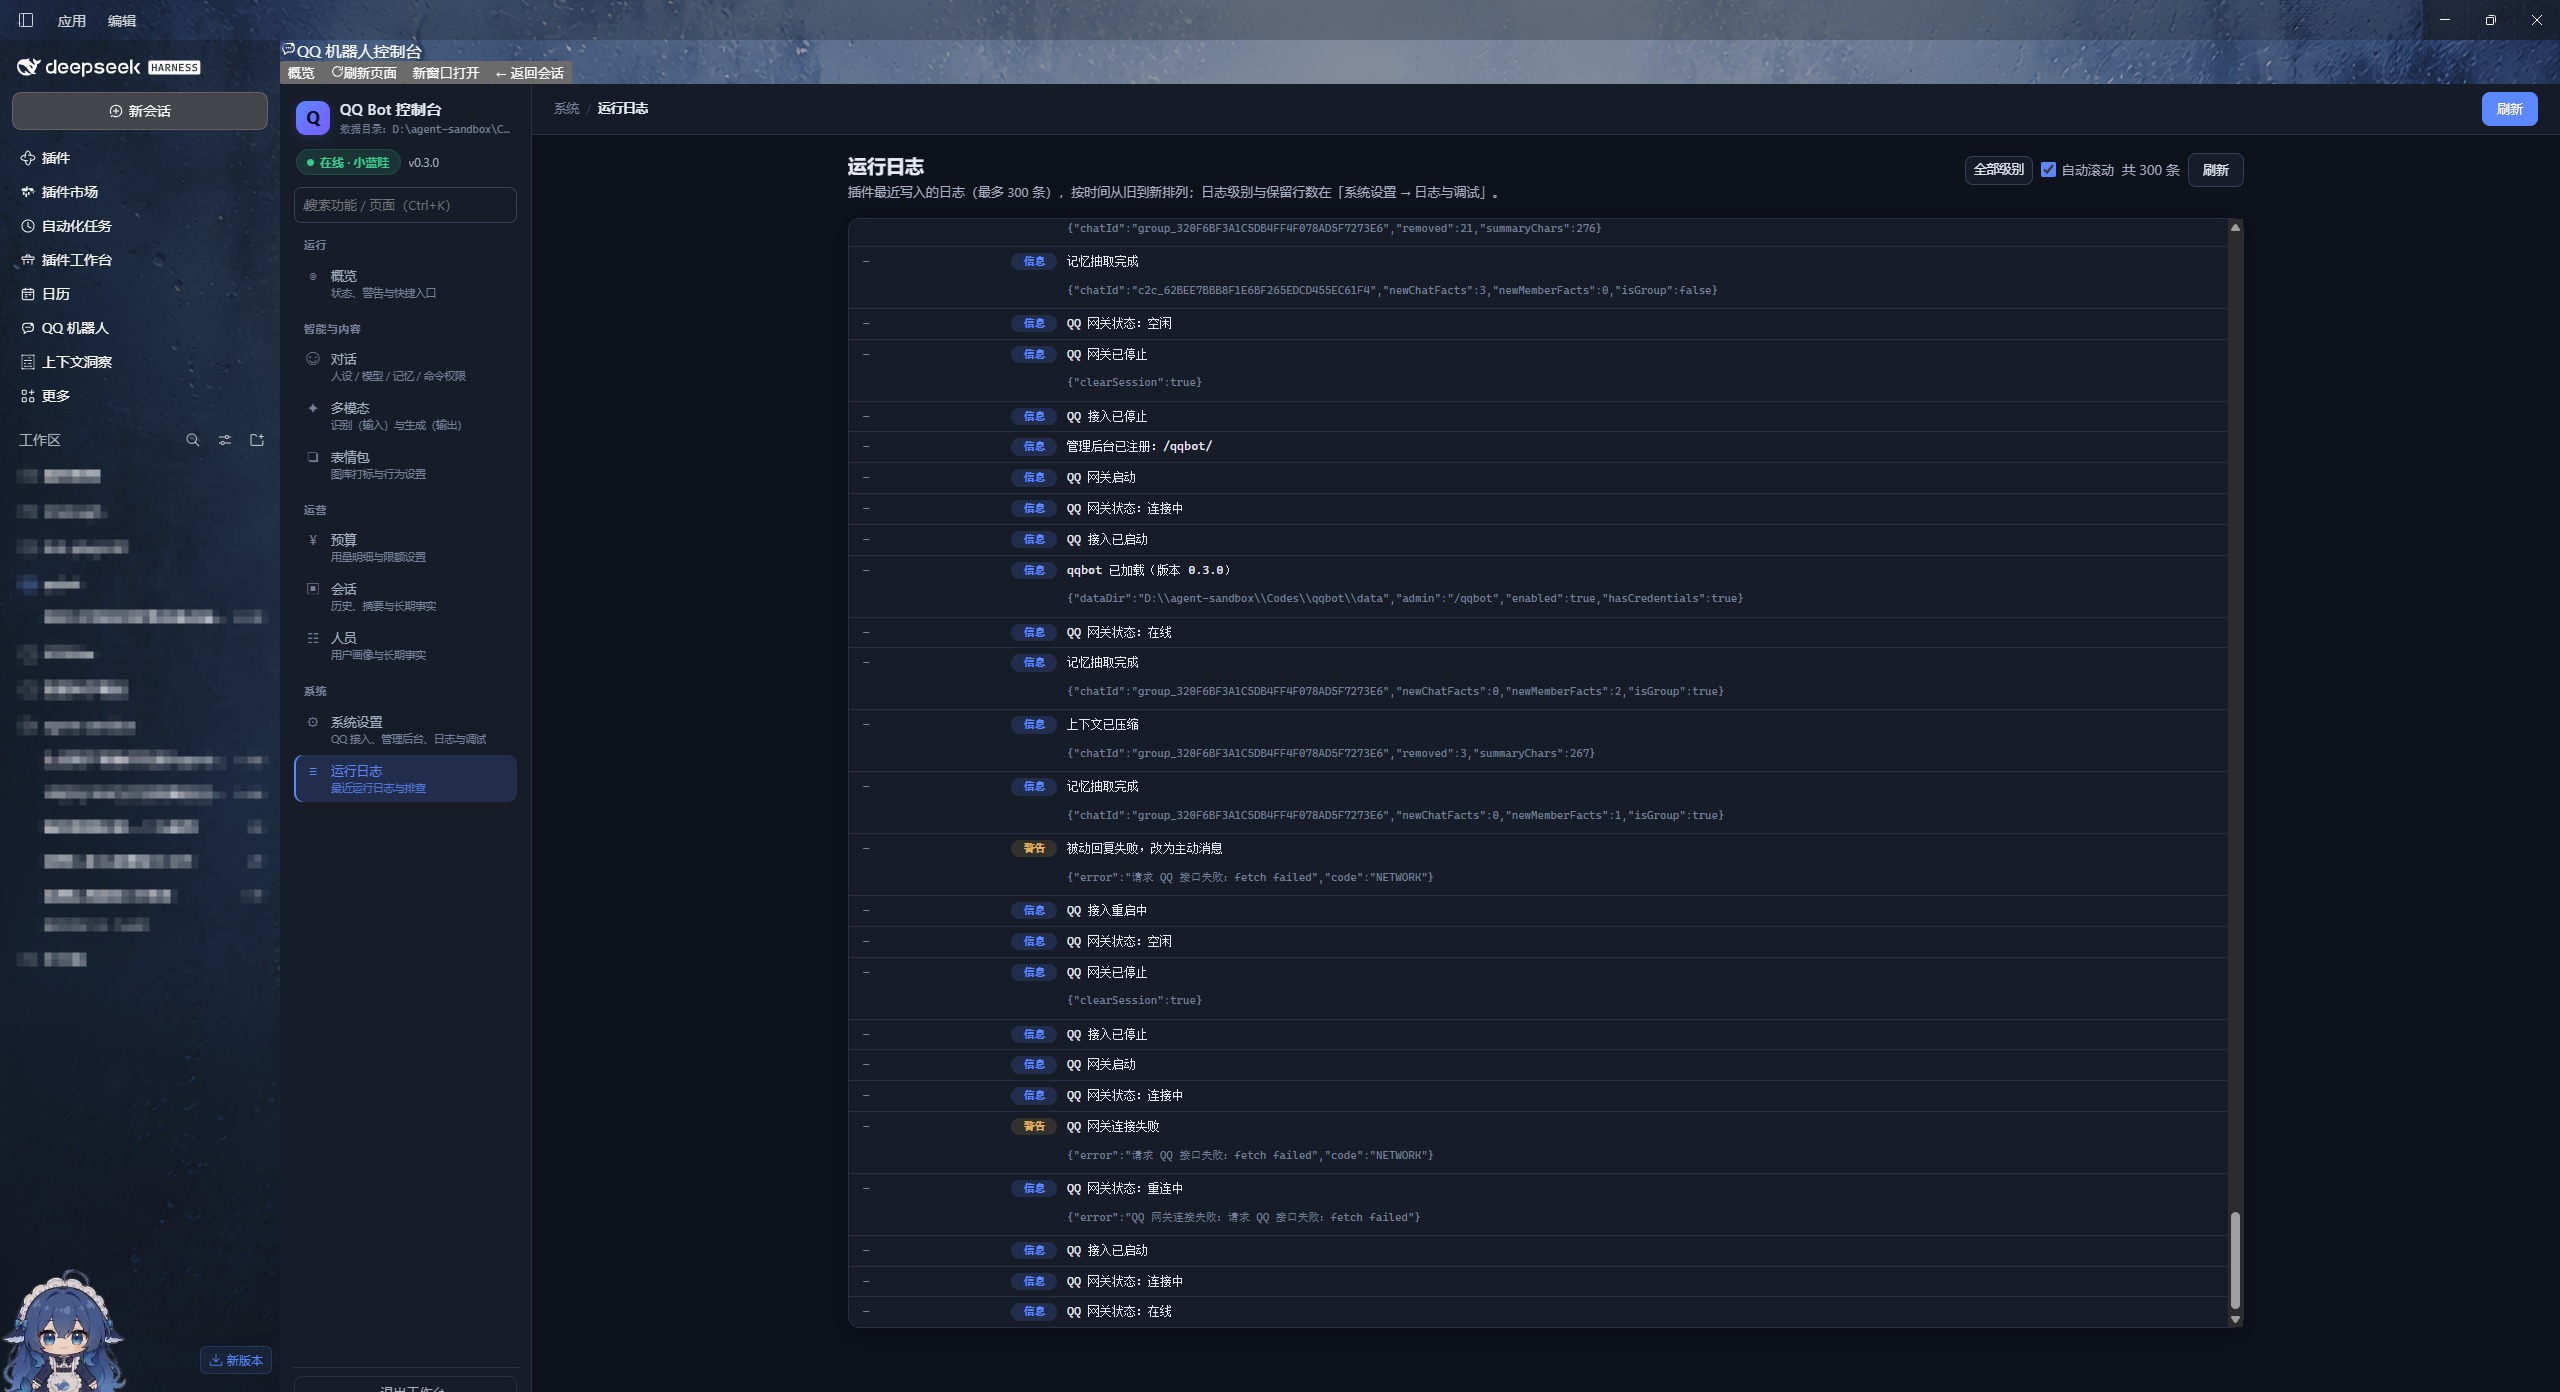 应用 编辑
deepseek HARNESS
新会话
插件
插件市场
自动化任务
插件工作台
日历
QQ 机器人
上下文洞察
更多
工作区
新版本
QQ 机器人控制台
概览 刷新页面 新窗口打开 ← 返回会话
Q
QQ Bot 控制台
数据目录：D:\agent-sandbox\C…
在线 · 小蓝哇 v0.3.0
搜索功能 / 页面（Ctrl+K）
运行
概览
状态、警告与快捷入口
智能与内容
对话
人设 / 模型 / 记忆 / 命令权限
多模态
识别（输入）与生成（输出）
表情包
图库打标与行为设置
运营
¥ 预算
用量明细与限额设置
会话
历史、摘要与长期事实
人员
用户画像与长期事实
系统
系统设置
QQ 接入、管理后台、日志与调试
运行日志
最近运行日志与排查
退出工作台
系统 / 运行日志
刷新
运行日志
插件最近写入的日志（最多 300 条），按时间从旧到新排列；日志级别与保留行数在「系统设置 → 日志与调试」。
全部级别 自动滚动 共 300 条 刷新
{"chatId":"group_320F6BF3A1C5DB4FF4F078AD5F7273E6","removed":21,"summaryChars":276}
— 信息 记忆抽取完成
{"chatId":"c2c_62BEE7BBB8F1E6BF265EDCD455EC61F4","newChatFacts":3,"newMemberFacts":0,"isGroup":false}
— 信息 QQ 网关状态：空闲
— 信息 QQ 网关已停止
{"clearSession":true}
— 信息 QQ 接入已停止
— 信息 管理后台已注册：/qqbot/
— 信息 QQ 网关启动
— 信息 QQ 网关状态：连接中
— 信息 QQ 接入已启动
— 信息 qqbot 已加载（版本 0.3.0）
{"dataDir":"D:\\agent-sandbox\\Codes\\qqbot\\data","admin":"/qqbot","enabled":true,"hasCredentials":true}
— 信息 QQ 网关状态：在线
— 信息 记忆抽取完成
{"chatId":"group_320F6BF3A1C5DB4FF4F078AD5F7273E6","newChatFacts":0,"newMemberFacts":2,"isGroup":true}
— 信息 上下文已压缩
{"chatId":"group_320F6BF3A1C5DB4FF4F078AD5F7273E6","removed":3,"summaryChars":267}
— 信息 记忆抽取完成
{"chatId":"group_320F6BF3A1C5DB4FF4F078AD5F7273E6","newChatFacts":0,"newMemberFacts":1,"isGroup":true}
— 警告 被动回复失败，改为主动消息
{"error":"请求 QQ 接口失败：fetch failed","code":"NETWORK"}
— 信息 QQ 接入重启中
— 信息 QQ 网关状态：空闲
— 信息 QQ 网关已停止
{"clearSession":true}
— 信息 QQ 接入已停止
— 信息 QQ 网关启动
— 信息 QQ 网关状态：连接中
— 警告 QQ 网关连接失败
{"error":"请求 QQ 接口失败：fetch failed","code":"NETWORK"}
— 信息 QQ 网关状态：重连中
{"error":"QQ 网关连接失败：请求 QQ 接口失败：fetch failed"}
— 信息 QQ 接入已启动
— 信息 QQ 网关状态：连接中
— 信息 QQ 网关状态：在线